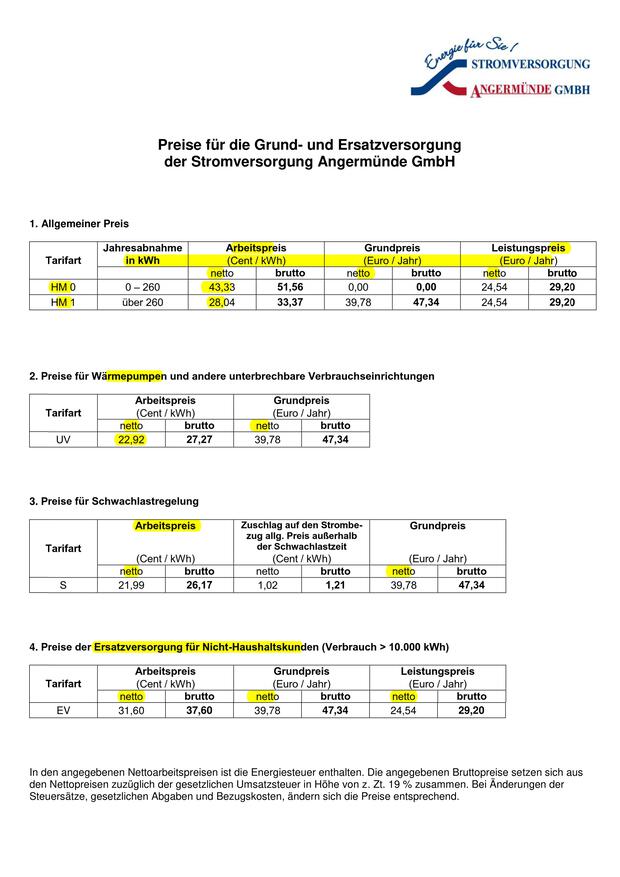 Energie für Sie!
STROMVERSORGUNG
ANGERMÜNDE GMBH
Preise für die Grund- und Ersatzversorgung
der Stromversorgung Angermünde GmbH
1. Allgemeiner Preis
Tarifart Jahresabnahme in kWh Arbeitspreis (Cent / kWh) Grundpreis (Euro / Jahr) Leistungspreis (Euro / Jahr)
netto brutto netto brutto netto brutto
HM 0 0 – 260 43,33 51,56 0,00 0,00 24,54 29,20
HM 1 über 260 28,04 33,37 39,78 47,34 24,54 29,20
2. Preise für Wärmepumpen und andere unterbrechbare Verbrauchseinrichtungen
Tarifart Arbeitspreis (Cent / kWh) Grundpreis (Euro / Jahr)
netto brutto netto brutto
UV 22,92 27,27 39,78 47,34
3. Preise für Schwachlastregelung
Tarifart Arbeitspreis (Cent / kWh) Zuschlag auf den Strombe-
zug allg. Preis außerhalb
der Schwachlastzeit
(Cent / kWh) Grundpreis (Euro / Jahr)
netto brutto netto brutto netto brutto
S 21,99 26,17 1,02 1,21 39,78 47,34
4. Preise der Ersatzversorgung für Nicht-Haushaltskunden (Verbrauch > 10.000 kWh)
Tarifart Arbeitspreis (Cent / kWh) Grundpreis (Euro / Jahr) Leistungspreis (Euro / Jahr)
netto brutto netto brutto netto brutto
EV 31,60 37,60 39,78 47,34 24,54 29,20
In den angegebenen Nettoarbeitspreisen ist die Energiesteuer enthalten. Die angegebenen Bruttopreise setzen sich aus
den Nettopreisen zuzüglich der gesetzlichen Umsatzsteuer in Höhe von z. Zt. 19 % zusammen. Bei Änderungen der
Steuersätze, gesetzlichen Abgaben und Bezugskosten, ändern sich die Preise entsprechend.